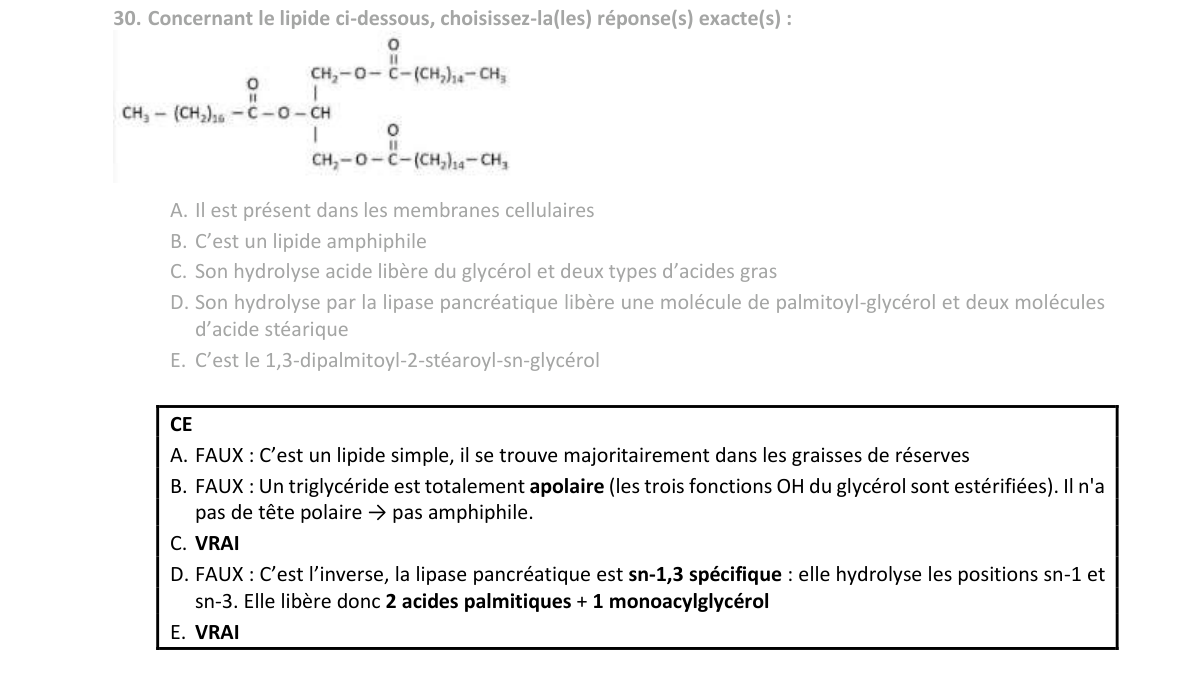 30. Concernant le lipide ci-dessous, choisissez-la(les) réponse(s) exacte(s) :
O
||
CH₂–O– C–(CH₂)₁₄–CH₃
O |
||
CH₃ – (CH₂)₁₆ –C–O–CH
| O
||
CH₂–O–C–(CH₂)₁₄–CH₃
A. Il est présent dans les membranes cellulaires
B. C’est un lipide amphiphile
C. Son hydrolyse acide libère du glycérol et deux types d’acides gras
D. Son hydrolyse par la lipase pancréatique libère une molécule de palmitoyl-glycérol et deux molécules
d’acide stéarique
E. C’est le 1,3-dipalmitoyl-2-stéaroyl-sn-glycérol
CE
A. FAUX : C’est un lipide simple, il se trouve majoritairement dans les graisses de réserves
B. FAUX : Un triglycéride est totalement apolaire (les trois fonctions OH du glycérol sont estérifiées). Il n'a
pas de tête polaire → pas amphiphile.
C. VRAI
D. FAUX : C’est l’inverse, la lipase pancréatique est sn-1,3 spécifique : elle hydrolyse les positions sn-1 et
sn-3. Elle libère donc 2 acides palmitiques + 1 monoacylglycérol
E. VRAI